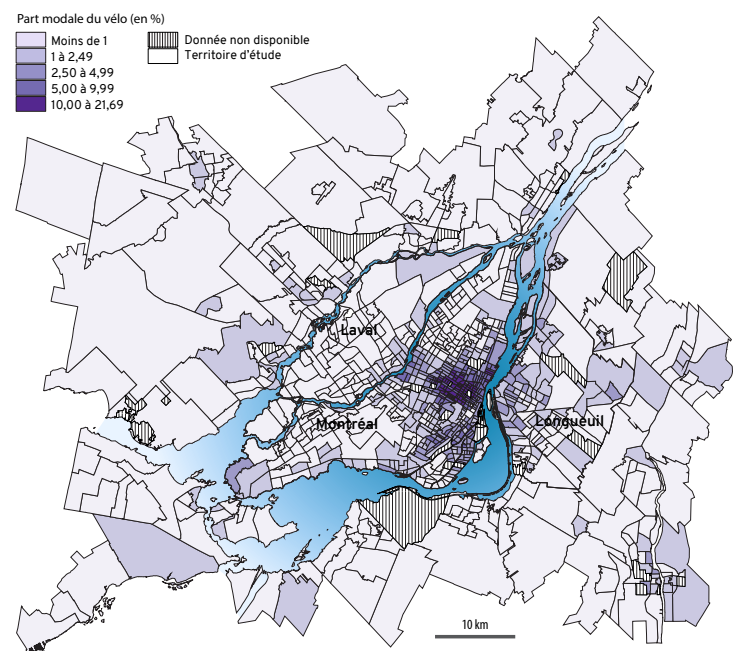 Part modale du vélo (en %)
Moins de 1
1 à 2,49
2,50 à 4,99
5,00 à 9,99
10,00 à 21,69
Donnée non disponible
Territoire d'étude
Laval
Montréal
Longueuil
10 km